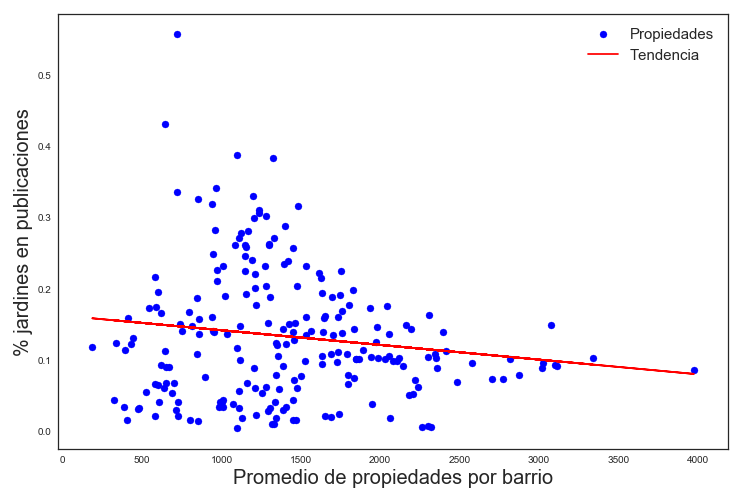 Propiedades
Tendencia
% jardines en publicaciones
0.5
0.4
0.3
0.2
0.1
0.0
0 500 1000 1500 2000 2500 3000 3500 4000
Promedio de propiedades por barrio